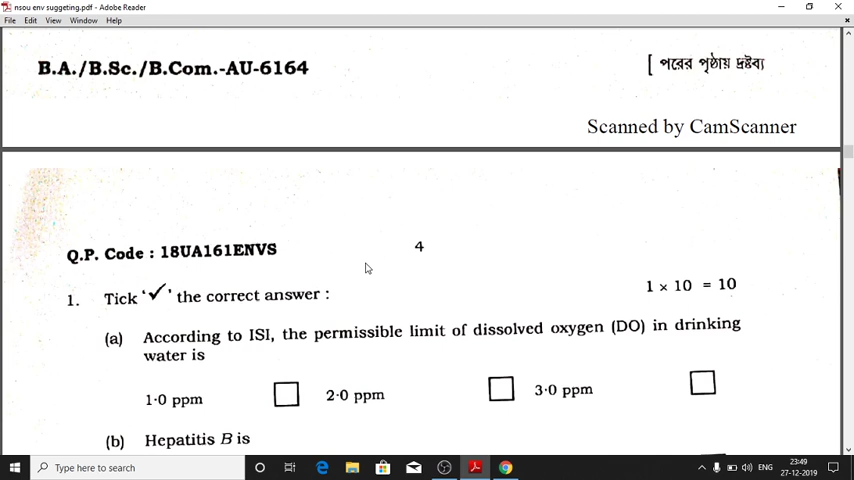 nsou env suggeting.pdf - Adobe Reader
File Edit View Window Help
B.A./B.Sc./B.Com.-AU-6164
[ পরের পৃষ্ঠায় দ্রষ্টব্য
Scanned by CamScanner
Q.P. Code : 18UA161ENVS
4
1. Tick '✓' the correct answer :
1 × 10 = 10
(a) According to ISI, the permissible limit of dissolved oxygen (DO) in drinking
water is
1·0 ppm 2·0 ppm 3·0 ppm
(b) Hepatitis B is
Type here to search
ENG
23:49
27-12-2019